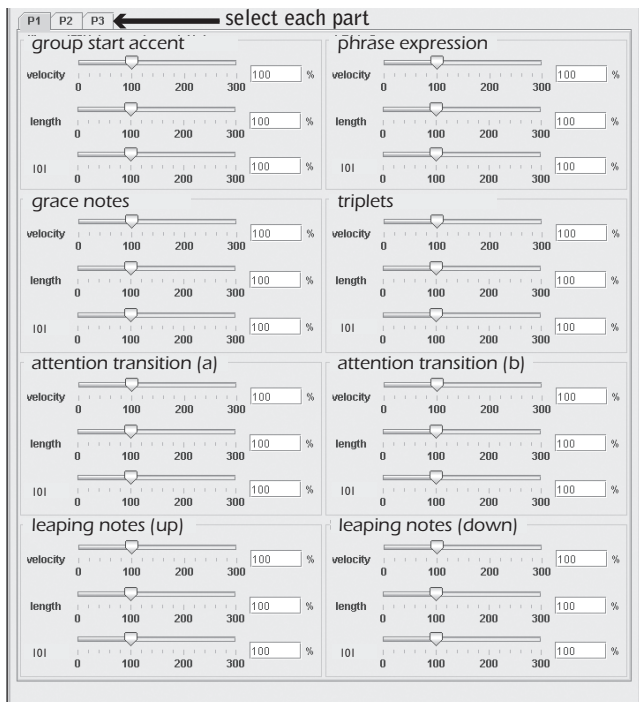 P1 P2 P3 select each part
group start accent
velocity 100 %
0 100 200 300
length 100 %
0 100 200 300
IOI 100 %
0 100 200 300
phrase expression
velocity 100 %
0 100 200 300
length 100 %
0 100 200 300
IOI 100 %
0 100 200 300
grace notes
velocity 100 %
0 100 200 300
length 100 %
0 100 200 300
IOI 100 %
0 100 200 300
triplets
velocity 100 %
0 100 200 300
length 100 %
0 100 200 300
IOI 100 %
0 100 200 300
attention transition (a)
velocity 100 %
0 100 200 300
length 100 %
0 100 200 300
IOI 100 %
0 100 200 300
attention transition (b)
velocity 100 %
0 100 200 300
length 100 %
0 100 200 300
IOI 100 %
0 100 200 300
leaping notes (up)
velocity 100 %
0 100 200 300
length 100 %
0 100 200 300
IOI 100 %
0 100 200 300
leaping notes (down)
velocity 100 %
0 100 200 300
length 100 %
0 100 200 300
IOI 100 %
0 100 200 300